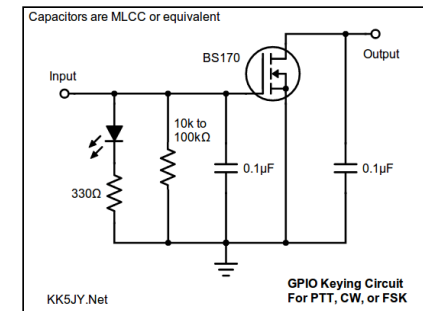 Capacitors are MLCC or equivalent
BS170
Output
Input
10k to
100kΩ
0.1µF
0.1µF
330Ω
GPIO Keying Circuit
For PTT, CW, or FSK
KK5JY.Net